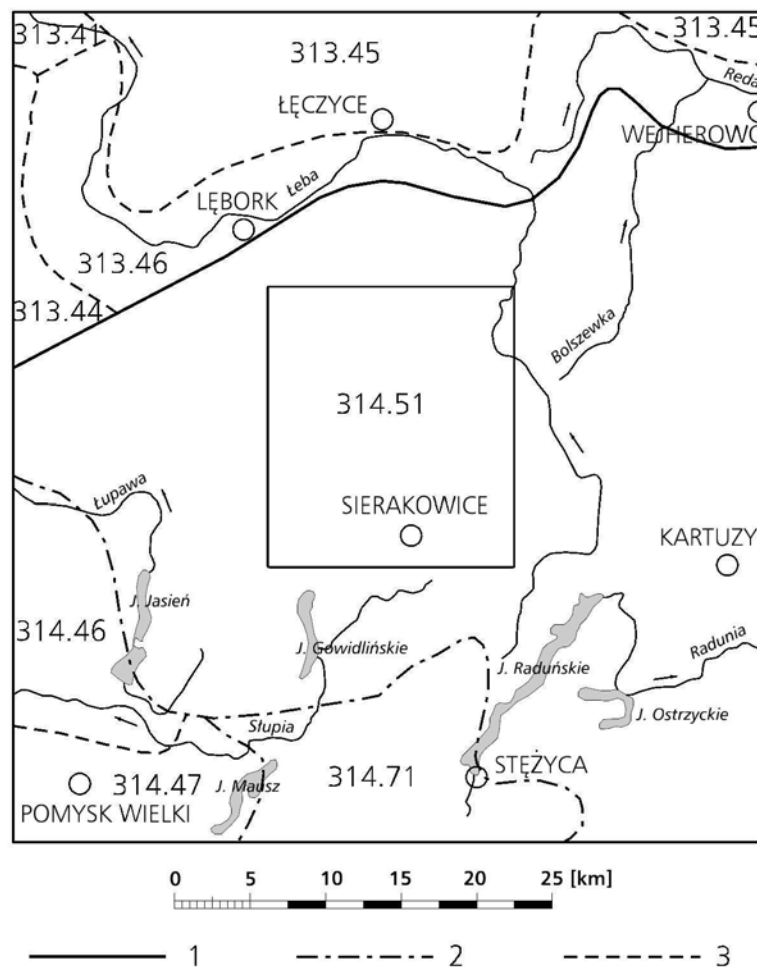 313.41
313.45
313.45
Reda
ŁĘCZYCE
WEJHEROWO
Łeba
LĘBORK
313.46
313.44
Bolszewka
314.51
Łupawa
SIERAKOWICE
KARTUZY
J. Jasień
314.46
J. Gowidlińskie
J. Raduńskie
Radunia
J. Ostrzyckie
Słupia
STĘŻYCA
314.47
J. Mausz
314.71
POMYSK WIELKI
0 5 10 15 20 25 [km]
1 2 3